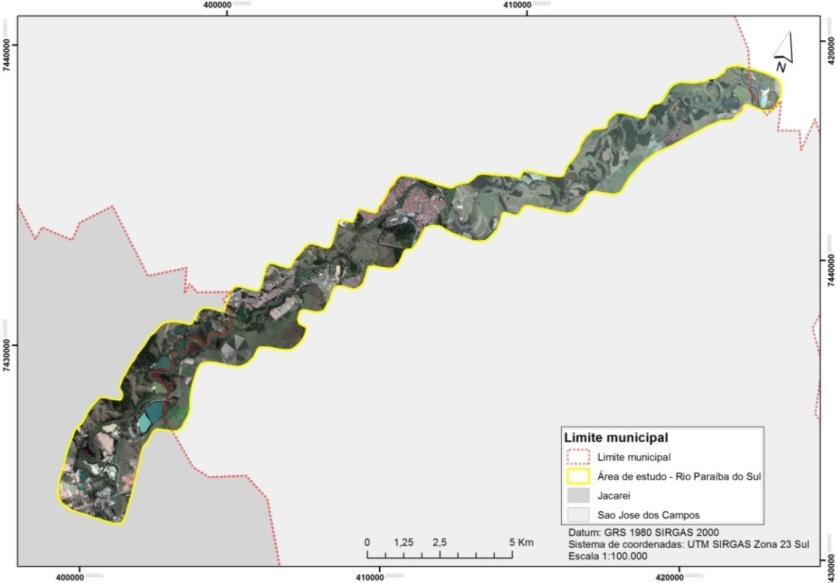 400000
410000
7440000
420000
N
7430000
7440000
Limite municipal
Limite municipal
Área de estudo - Rio Paraíba do Sul
Jacarei
Sao Jose dos Campos
0 1,25 2,5 5 Km
Datum: GRS 1980 SIRGAS 2000
Sistema de coordenadas: UTM SIRGAS Zona 23 Sul
Escala 1:100.000
400000
410000
420000